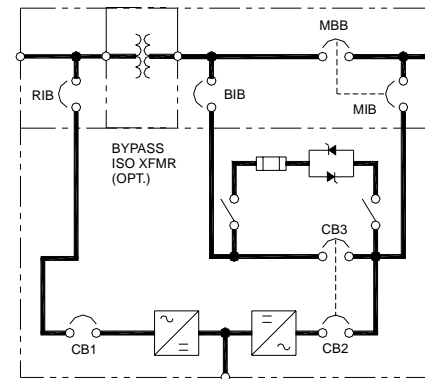 MBB
RIB
BIB
MIB
BYPASS
ISO XFMR
(OPT.)
CB3
CB1
CB2